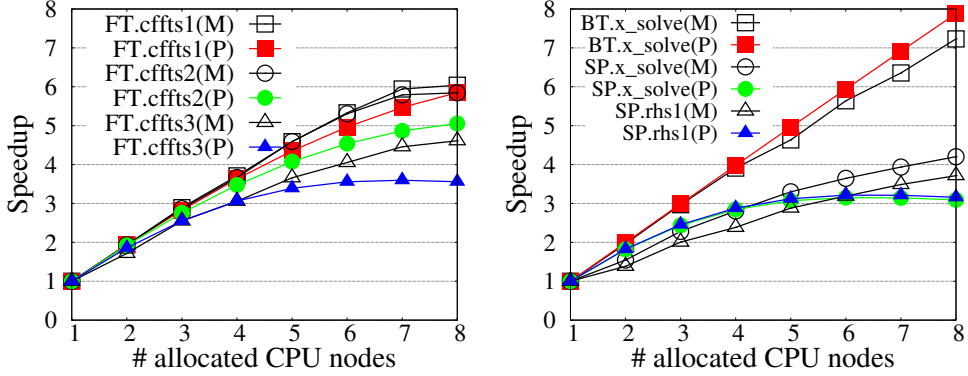 8
7
6
5
4
3
2
1
0
Speedup
FT.cffts1(M)
FT.cffts1(P)
FT.cffts2(M)
FT.cffts2(P)
FT.cffts3(M)
FT.cffts3(P)
1 2 3 4 5 6 7 8
# allocated CPU nodes
8
7
6
5
4
3
2
1
0
Speedup
BT.x_solve(M)
BT.x_solve(P)
SP.x_solve(M)
SP.x_solve(P)
SP.rhs1(M)
SP.rhs1(P)
1 2 3 4 5 6 7 8
# allocated CPU nodes